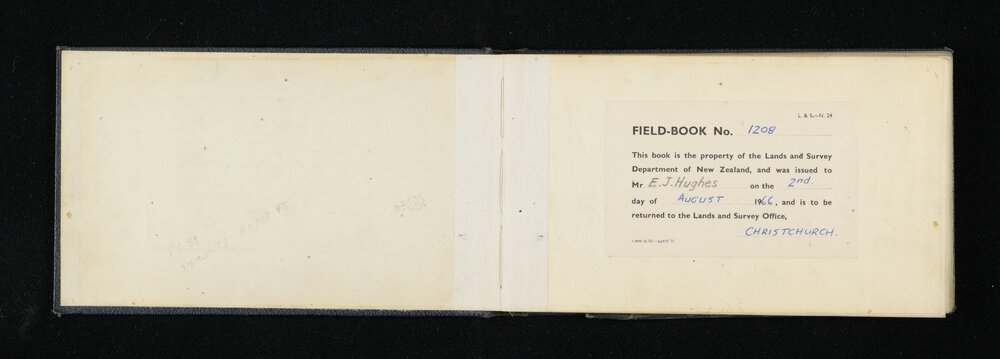 L. & S.—N. 24
FIELD-BOOK No. 1208
This book is the property of the Lands and Survey
Department of New Zealand, and was issued to
Mr E.J. Hughes on the 2nd.
day of AUGUST 1966, and is to be
returned to the Lands and Survey Office,
CHRISTCHURCH.